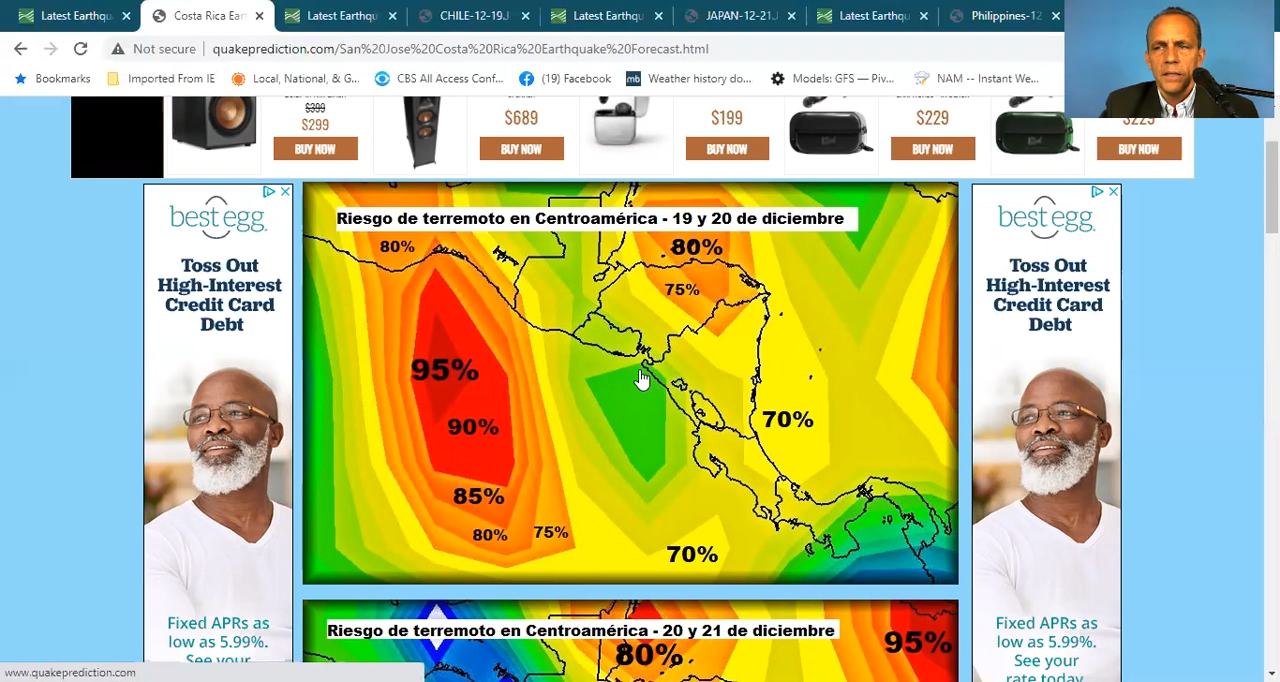 Latest Earthqu
Costa Rica Ear
Latest Earthqu
CHILE-12-19.
Latest Earthqu
JAPAN-12-21.
Latest Earthqu
Philippines-12
Not secure
quakeprediction.com/San%20Jose%20Costa%20Rica%20Earthquake%20Forecast.html
Bookmarks
Imported From IE
Local, National, & G...
CBS All Access Conf...
(19) Facebook
mb
Weather history do...
Models: GFS — Piv...
NAM -- Instant We...
$399
$299
$689
$199
$229
BUY NOW
BUY NOW
BUY NOW
BUY NOW
BUY NOW
best egg
Toss Out
High-Interest
Credit Card
Debt
Fixed APRs as
low as 5.99%.
See your
Riesgo de terremoto en Centroamérica - 19 y 20 de diciembre
80%
80%
75%
95%
90%
70%
85%
80%
75%
70%
Riesgo de terremoto en Centroamérica - 20 y 21 de diciembre
95%
80%
best egg
Toss Out
High-Interest
Credit Card
Debt
Fixed APRs as
low as 5.99%.
See your
rate today
www.quakeprediction.com